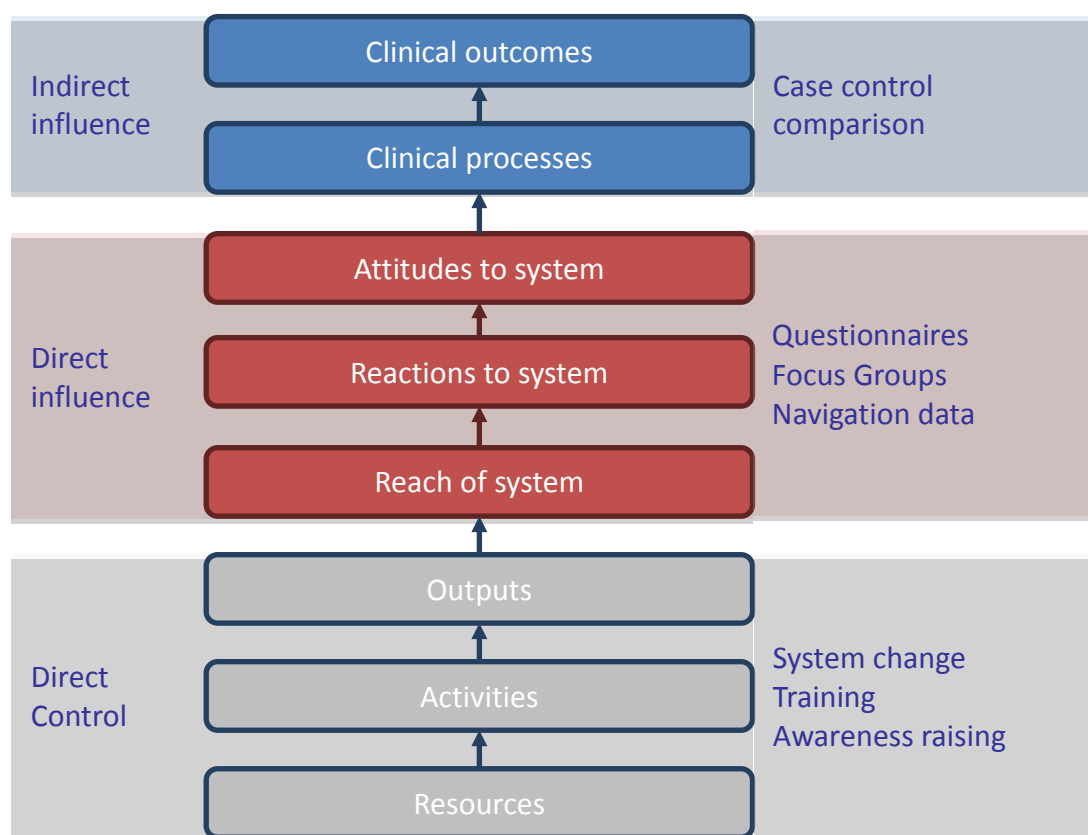 Clinical outcomes
Indirect
influence
Case control
comparison
Clinical processes
Attitudes to system
Direct
influence
Reactions to system
Questionnaires
Focus Groups
Navigation data
Reach of system
Outputs
Direct
Control
Activities
System change
Training
Awareness raising
Resources